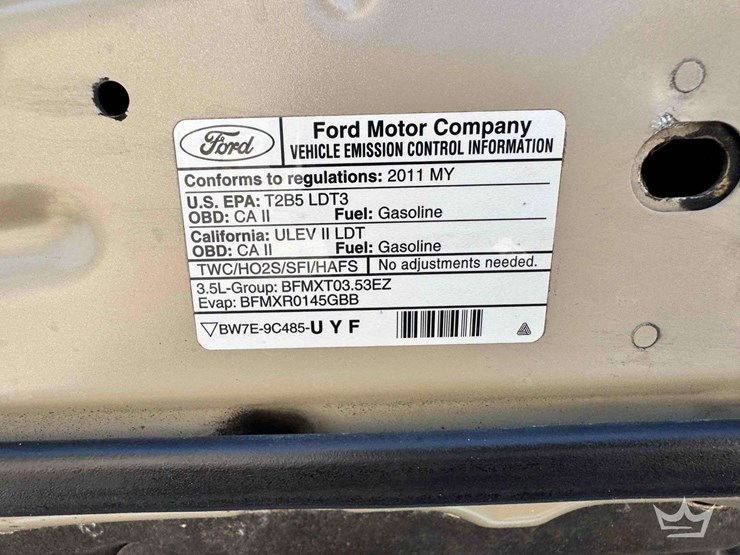 Ford
Ford Motor Company
VEHICLE EMISSION CONTROL INFORMATION
Conforms to regulations: 2011 MY
U.S. EPA: T2B5 LDT3
OBD: CA II Fuel: Gasoline
California: ULEV II LDT
OBD: CA II Fuel: Gasoline
TWC/HO2S/SFI/HAFS No adjustments needed.
3.5L-Group: BFMXT03.53EZ
Evap: BFMXR0145GBB
BW7E-9C485-U Y F